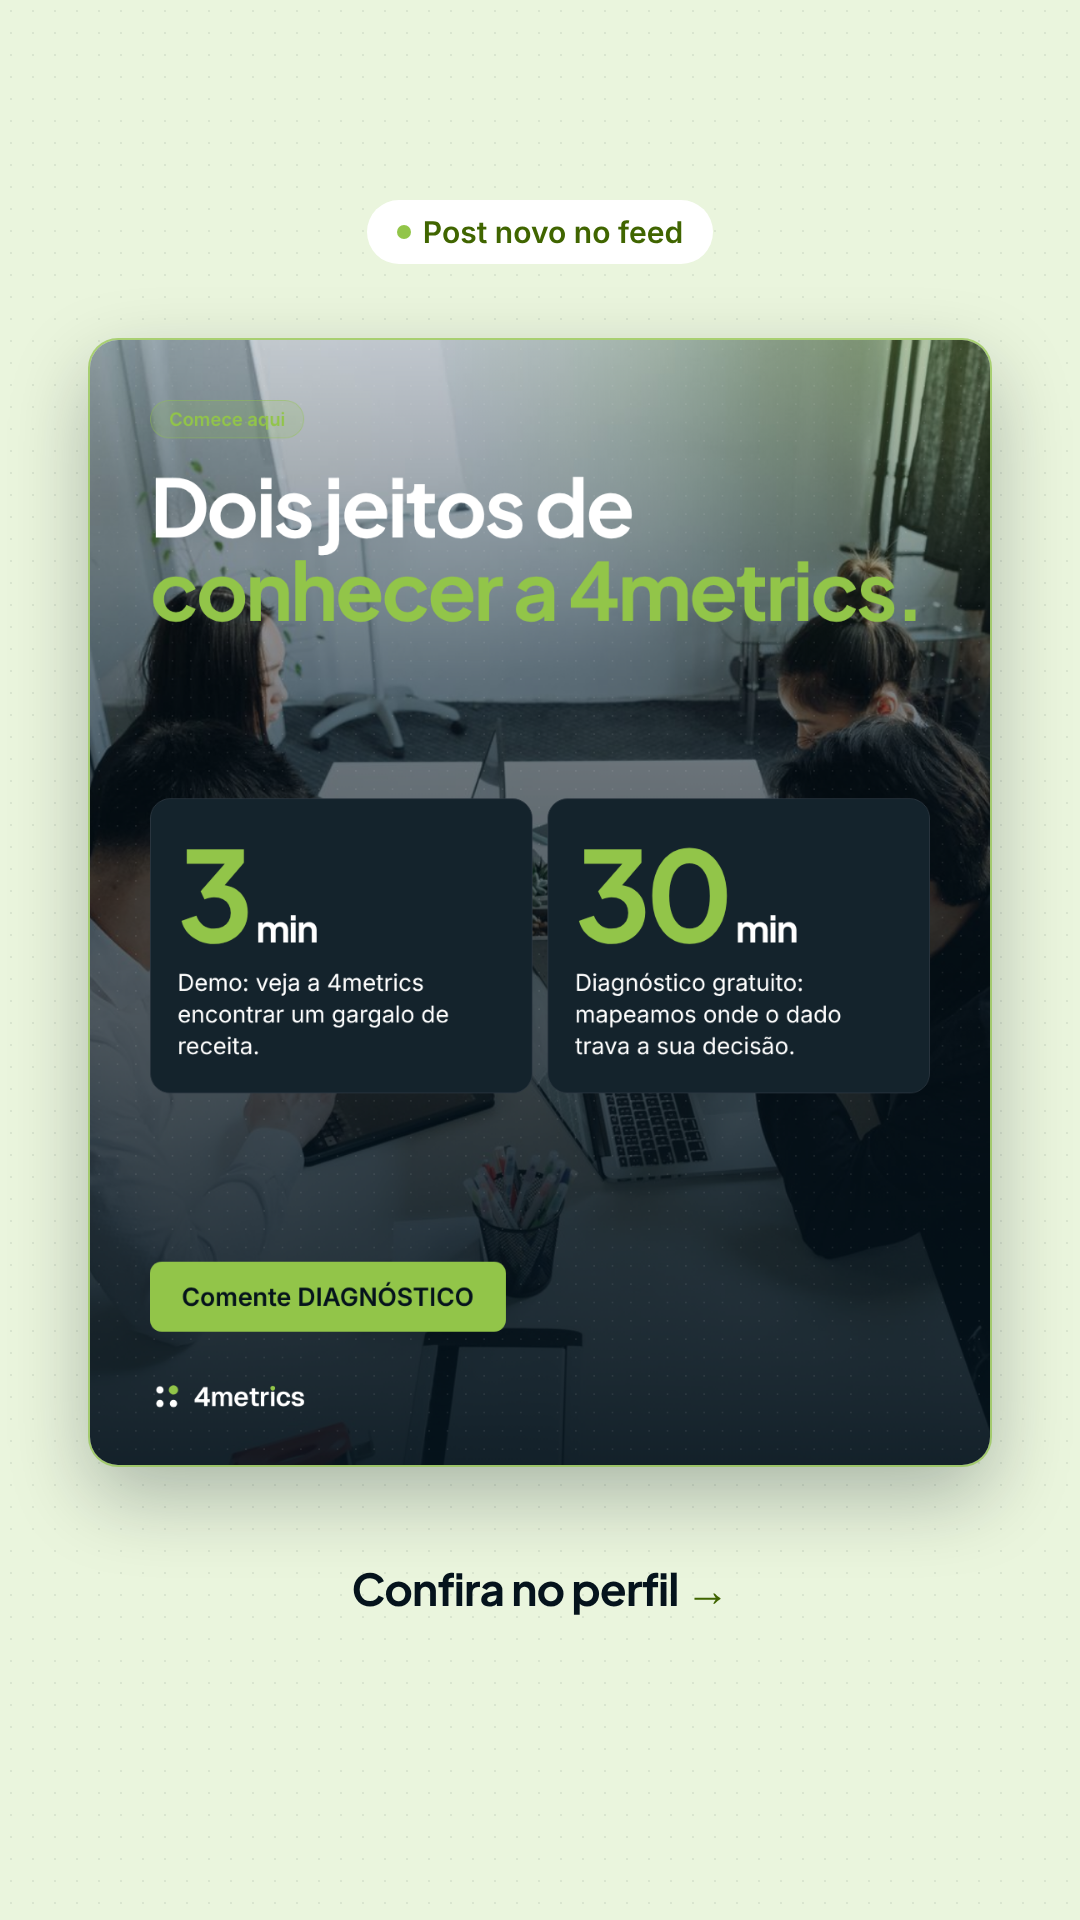 Post novo no feed
Comece aqui
Dois jeitos de
conhecer a 4metrics.
3 min
Demo: veja a 4metrics
encontrar um gargalo de
receita.
30 min
Diagnóstico gratuito:
mapeamos onde o dado
trava a sua decisão.
Comente DIAGNÓSTICO
4metrics
Confira no perfil →